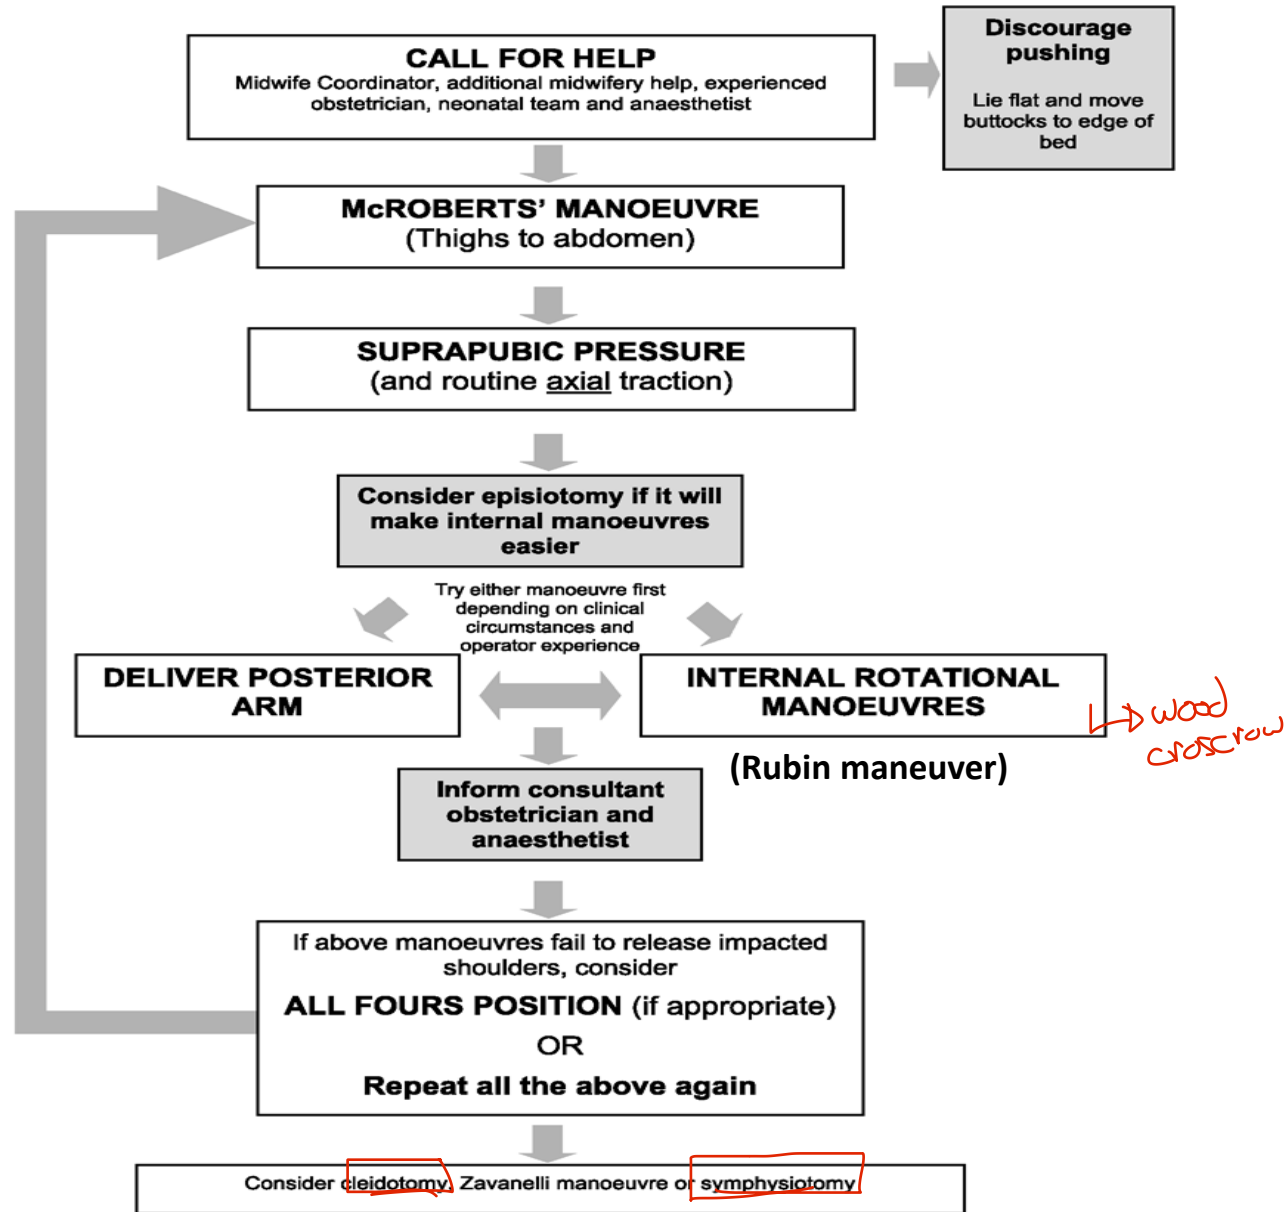 CALL FOR HELP
Midwife Coordinator, additional midwifery help, experienced
obstetrician, neonatal team and anaesthetist
Discourage
pushing
Lie flat and move
buttocks to edge of
bed
McROBERTS' MANOEUVRE
(Thighs to abdomen)
SUPRAPUBIC PRESSURE
(and routine axial traction)
Consider episiotomy if it will
make internal manoeuvres
easier
Try either manoeuvre first
depending on clinical
circumstances and
operator experience
DELIVER POSTERIOR
ARM
INTERNAL ROTATIONAL
MANOEUVRES
wood
croscrow
(Rubin maneuver)
Inform consultant
obstetrician and
anaesthetist
If above manoeuvres fail to release impacted
shoulders, consider
ALL FOURS POSITION (if appropriate)
OR
Repeat all the above again
Consider cleidotomy, Zavanelli manoeuvre or symphysiotomy